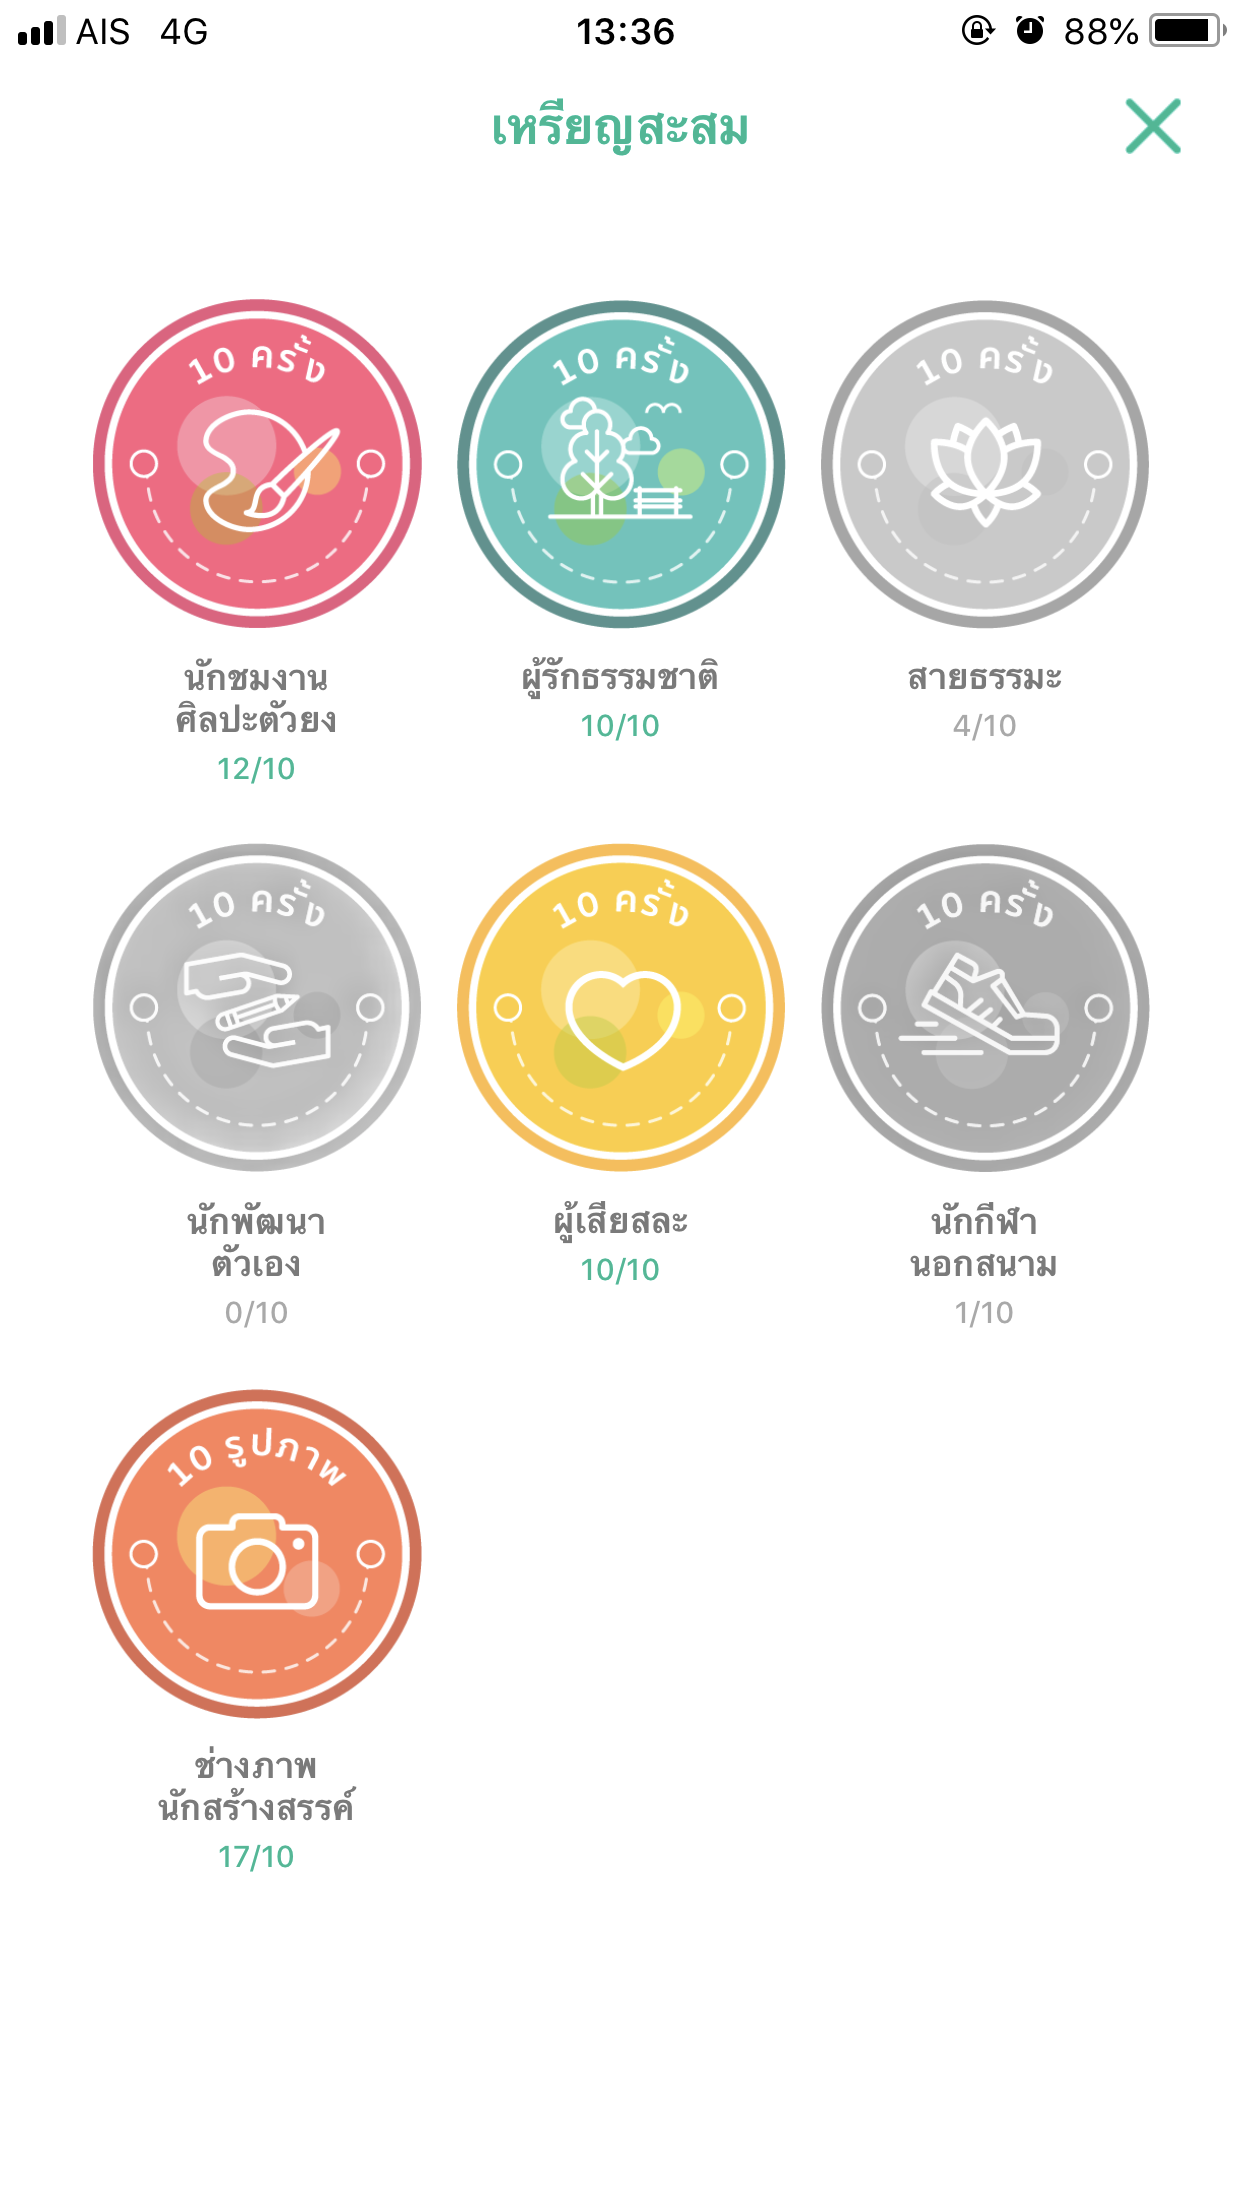 AIS 4G 13:36 88%
เหรียญสะสม
10 ครั้ง 10 ครั้ง 10 ครั้ง
นักชมงาน
ศิลปะตัวยง
12/10
ผู้รักธรรมชาติ
10/10
สายธรรมะ
4/10
10 ครั้ง 10 ครั้ง 10 ครั้ง
นักพัฒนา
ตัวเอง
0/10
ผู้เสียสละ
10/10
นักกีฬา
นอกสนาม
1/10
10 รูปภาพ
ช่างภาพ
นักสร้างสรรค์
17/10